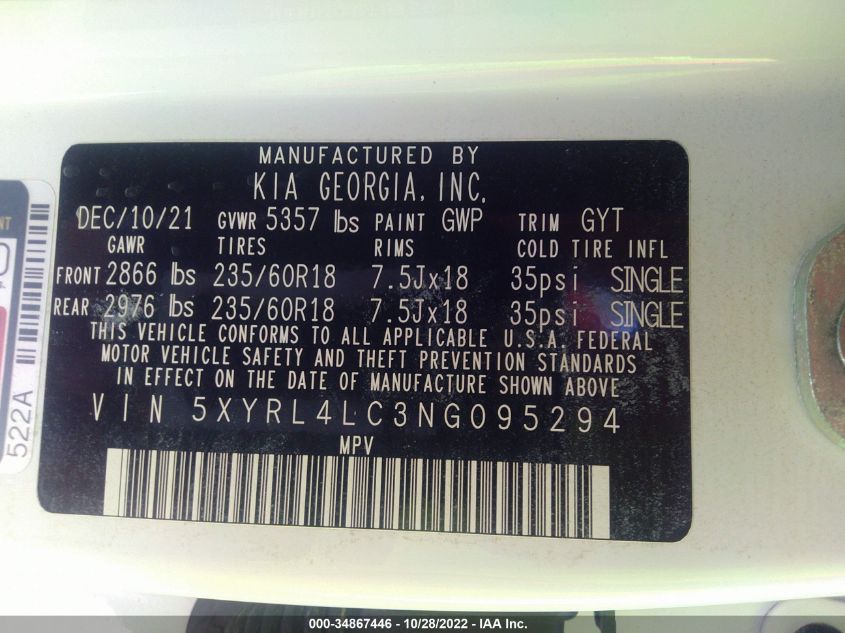 MANUFACTURED BY
KIA GEORGIA, INC.
DEC/10/21 GVWR 5357 lbs PAINT GWP TRIM GYT
GAWR TIRES RIMS COLD TIRE INFL
FRONT 2866 lbs 235/60R18 7.5Jx18 35psi SINGLE
REAR 2976 lbs 235/60R18 7.5Jx18 35psi SINGLE
THIS VEHICLE CONFORMS TO ALL APPLICABLE U.S.A. FEDERAL
MOTOR VEHICLE SAFETY AND THEFT PREVENTION STANDARDS
IN EFFECT ON THE DATE OF MANUFACTURE SHOWN ABOVE
VIN 5XYRL4LC3NG095294
MPV
522A
000-34867446 - 10/28/2022 - IAA Inc.